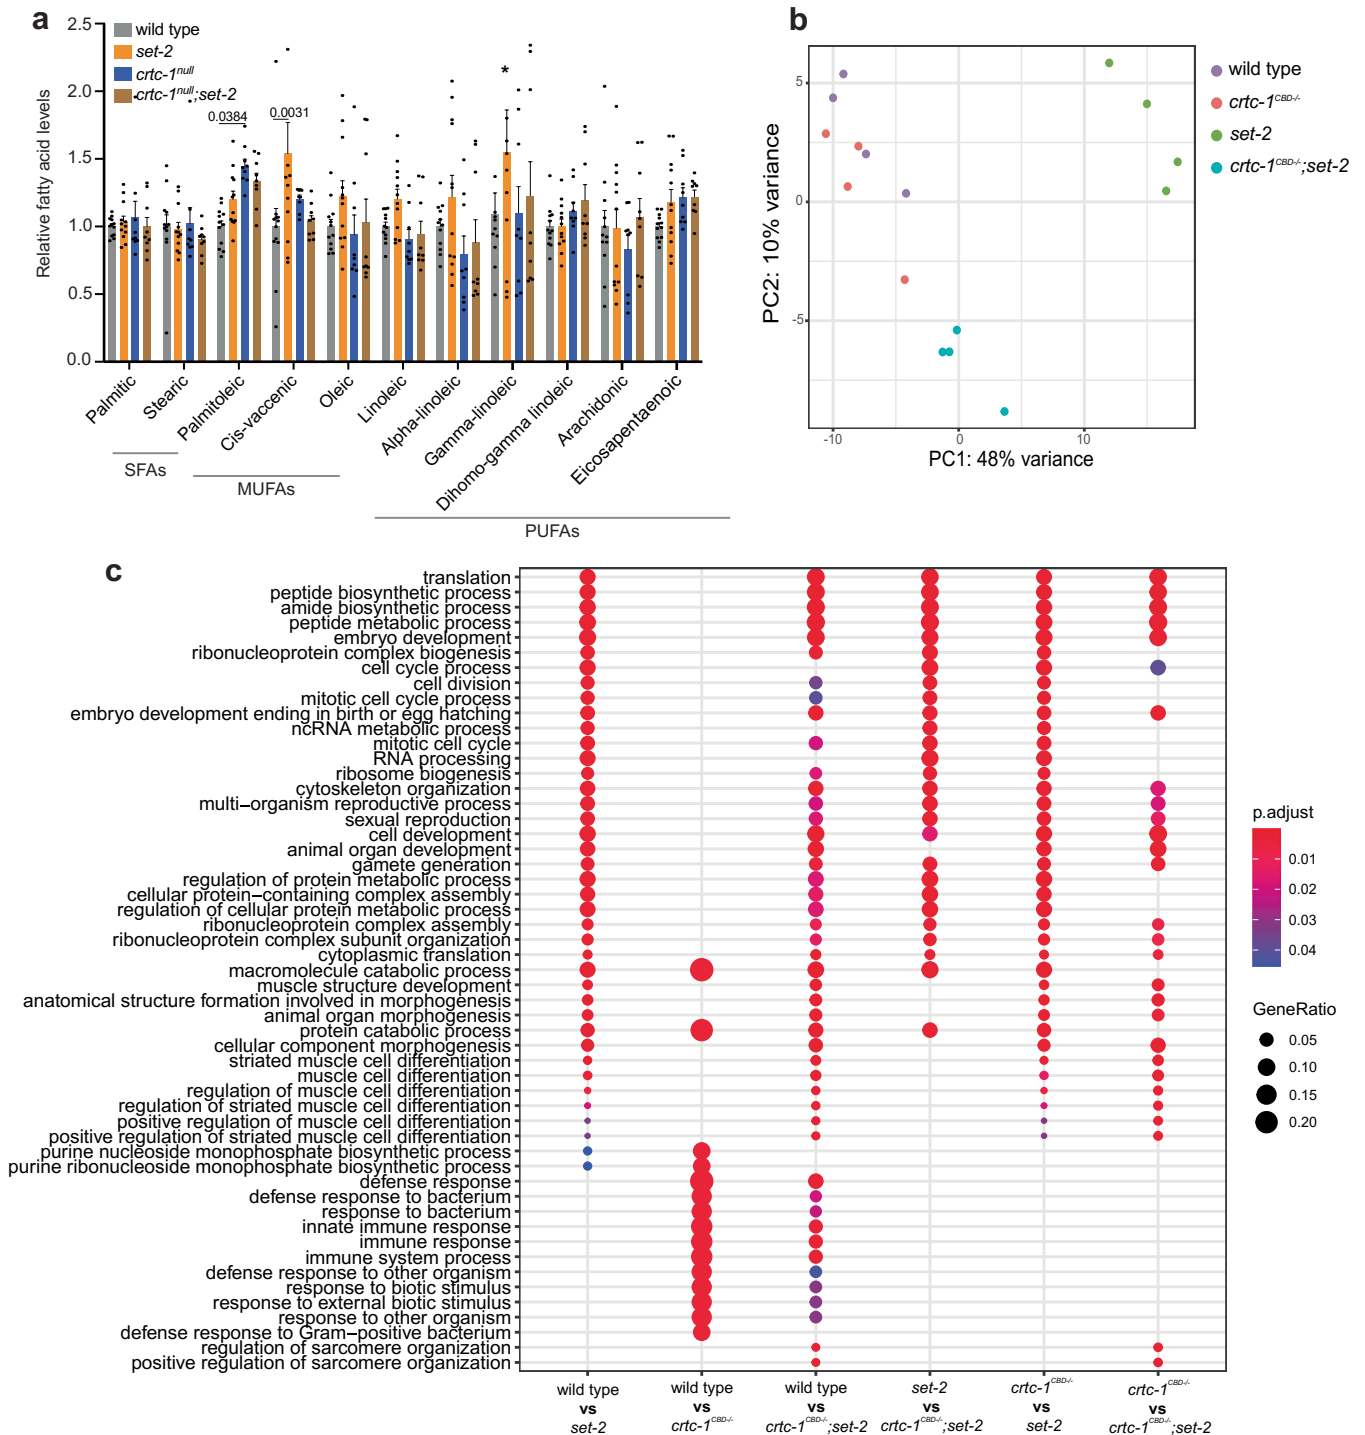 a
2.5
2.0
1.5
1.0
0.5
0.0
Relative fatty acid levels
wild type
set-2
crtc-1null
crtc-1null;set-2
0.0384
0.0031
*
Palmitic
Stearic
Palmitoleic
Cis-vaccenic
Oleic
Linoleic
Alpha-linoleic
Gamma-linoleic
Dihomo-gamma linoleic
Arachidonic
Eicosapentaenoic
SFAs
MUFAs
PUFAs
b
5
0
-5
PC2: 10% variance
-10
0
10
PC1: 48% variance
wild type
crtc-1CBD-/-
set-2
crtc-1CBD-/-;set-2
c
translation
peptide biosynthetic process
amide biosynthetic process
peptide metabolic process
embryo development
ribonucleoprotein complex biogenesis
cell cycle process
cell division
mitotic cell cycle process
embryo development ending in birth or egg hatching
ncRNA metabolic process
mitotic cell cycle
RNA processing
ribosome biogenesis
cytoskeleton organization
multi−organism reproductive process
sexual reproduction
cell development
animal organ development
gamete generation
regulation of protein metabolic process
cellular protein−containing complex assembly
regulation of cellular protein metabolic process
ribonucleoprotein complex assembly
ribonucleoprotein complex subunit organization
cytoplasmic translation
macromolecule catabolic process
muscle structure development
anatomical structure formation involved in morphogenesis
animal organ morphogenesis
protein catabolic process
cellular component morphogenesis
striated muscle cell differentiation
muscle cell differentiation
regulation of muscle cell differentiation
regulation of striated muscle cell differentiation
positive regulation of muscle cell differentiation
positive regulation of striated muscle cell differentiation
purine nucleoside monophosphate biosynthetic process
purine ribonucleoside monophosphate biosynthetic process
defense response
defense response to bacterium
response to bacterium
innate immune response
immune response
immune system process
defense response to other organism
response to biotic stimulus
response to external biotic stimulus
response to other organism
defense response to Gram−positive bacterium
regulation of sarcomere organization
positive regulation of sarcomere organization
wild type
vs
set-2
wild type
vs
crtc-1CBD-/-
wild type
vs
crtc-1CBD-/-;set-2
set-2
vs
crtc-1CBD-/-;set-2
crtc-1CBD-/-
vs
set-2
crtc-1CBD-/-
vs
crtc-1CBD-/-;set-2
p.adjust
0.01
0.02
0.03
0.04
GeneRatio
0.05
0.10
0.15
0.20